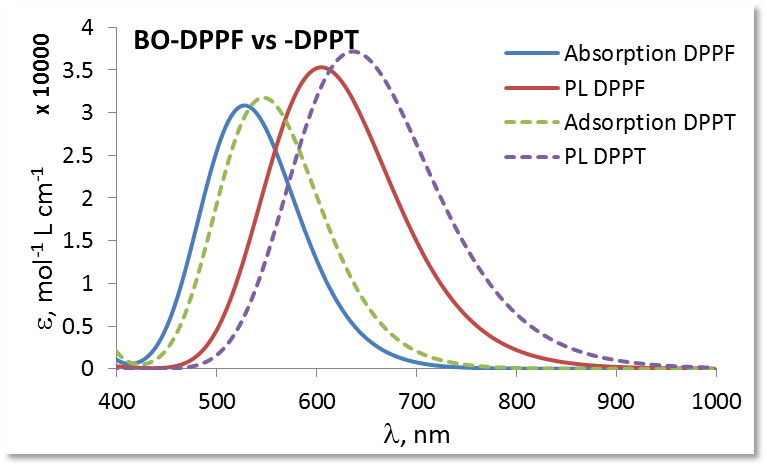 BO-DPPF vs -DPPT
x 10000
ε, mol⁻¹ L cm⁻¹
4
3.5
3
2.5
2
1.5
1
0.5
0
400 500 600 700 800 900 1000
λ, nm
Absorption DPPF
PL DPPF
Adsorption DPPT
PL DPPT